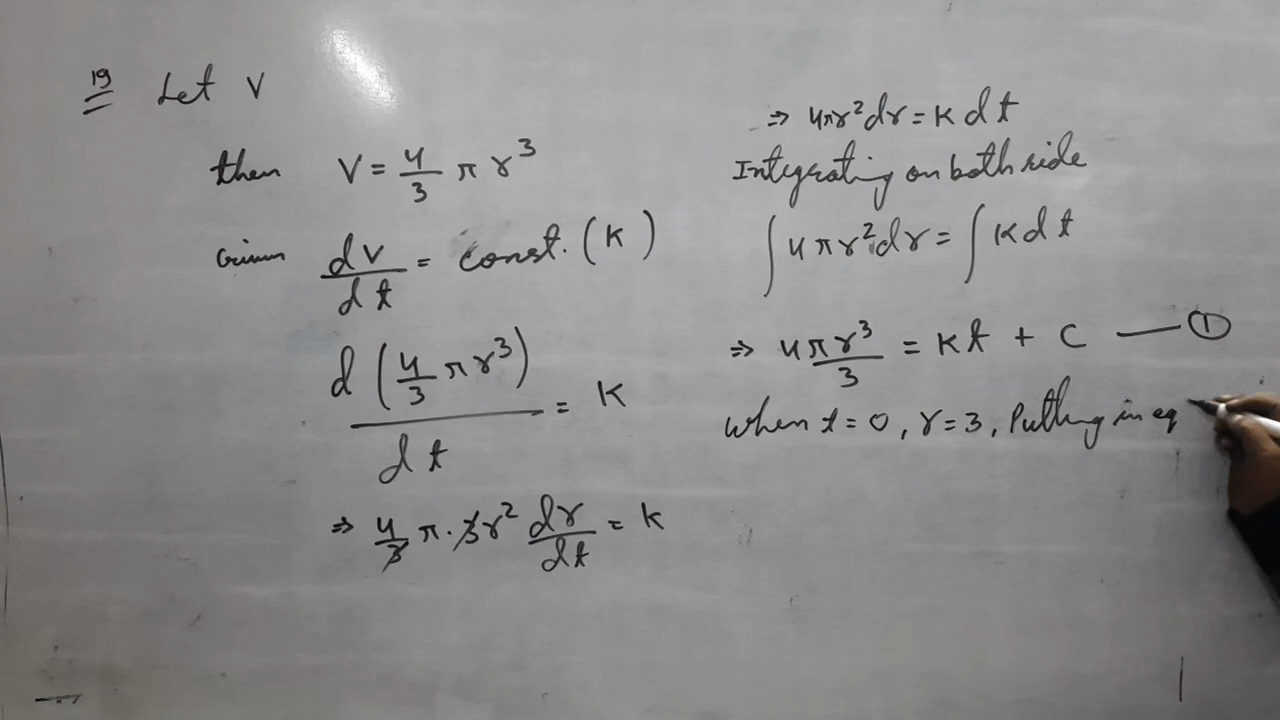 19 Let V
then V = 4/3 π r³
Given dv/dt = const. (K)
d (4/3 π r³) / dt = K
⇒ 4/3 π · 3 r² dr/dt = K
⇒ 4πr² dr = K dt
Integrating on both side
∫ 4πr² dr = ∫ K dt
⇒ 4πr³/3 = Kt + C — ①
When t = 0, r = 3, Putting in eq